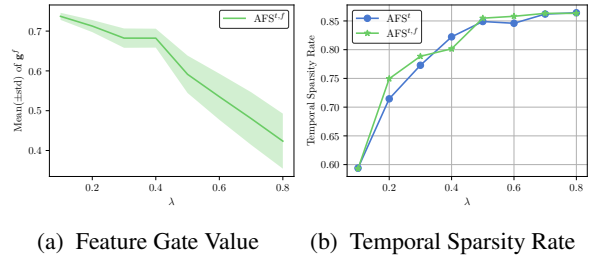 AFS^{t,f}
Mean(±std) of g^f
0.7
0.6
0.5
0.4
0.2
0.4
0.6
0.8
λ
AFS^t
AFS^{t,f}
Temporal Sparsity Rate
0.85
0.80
0.75
0.70
0.65
0.60
0.2
0.4
0.6
0.8
λ
(a) Feature Gate Value
(b) Temporal Sparsity Rate